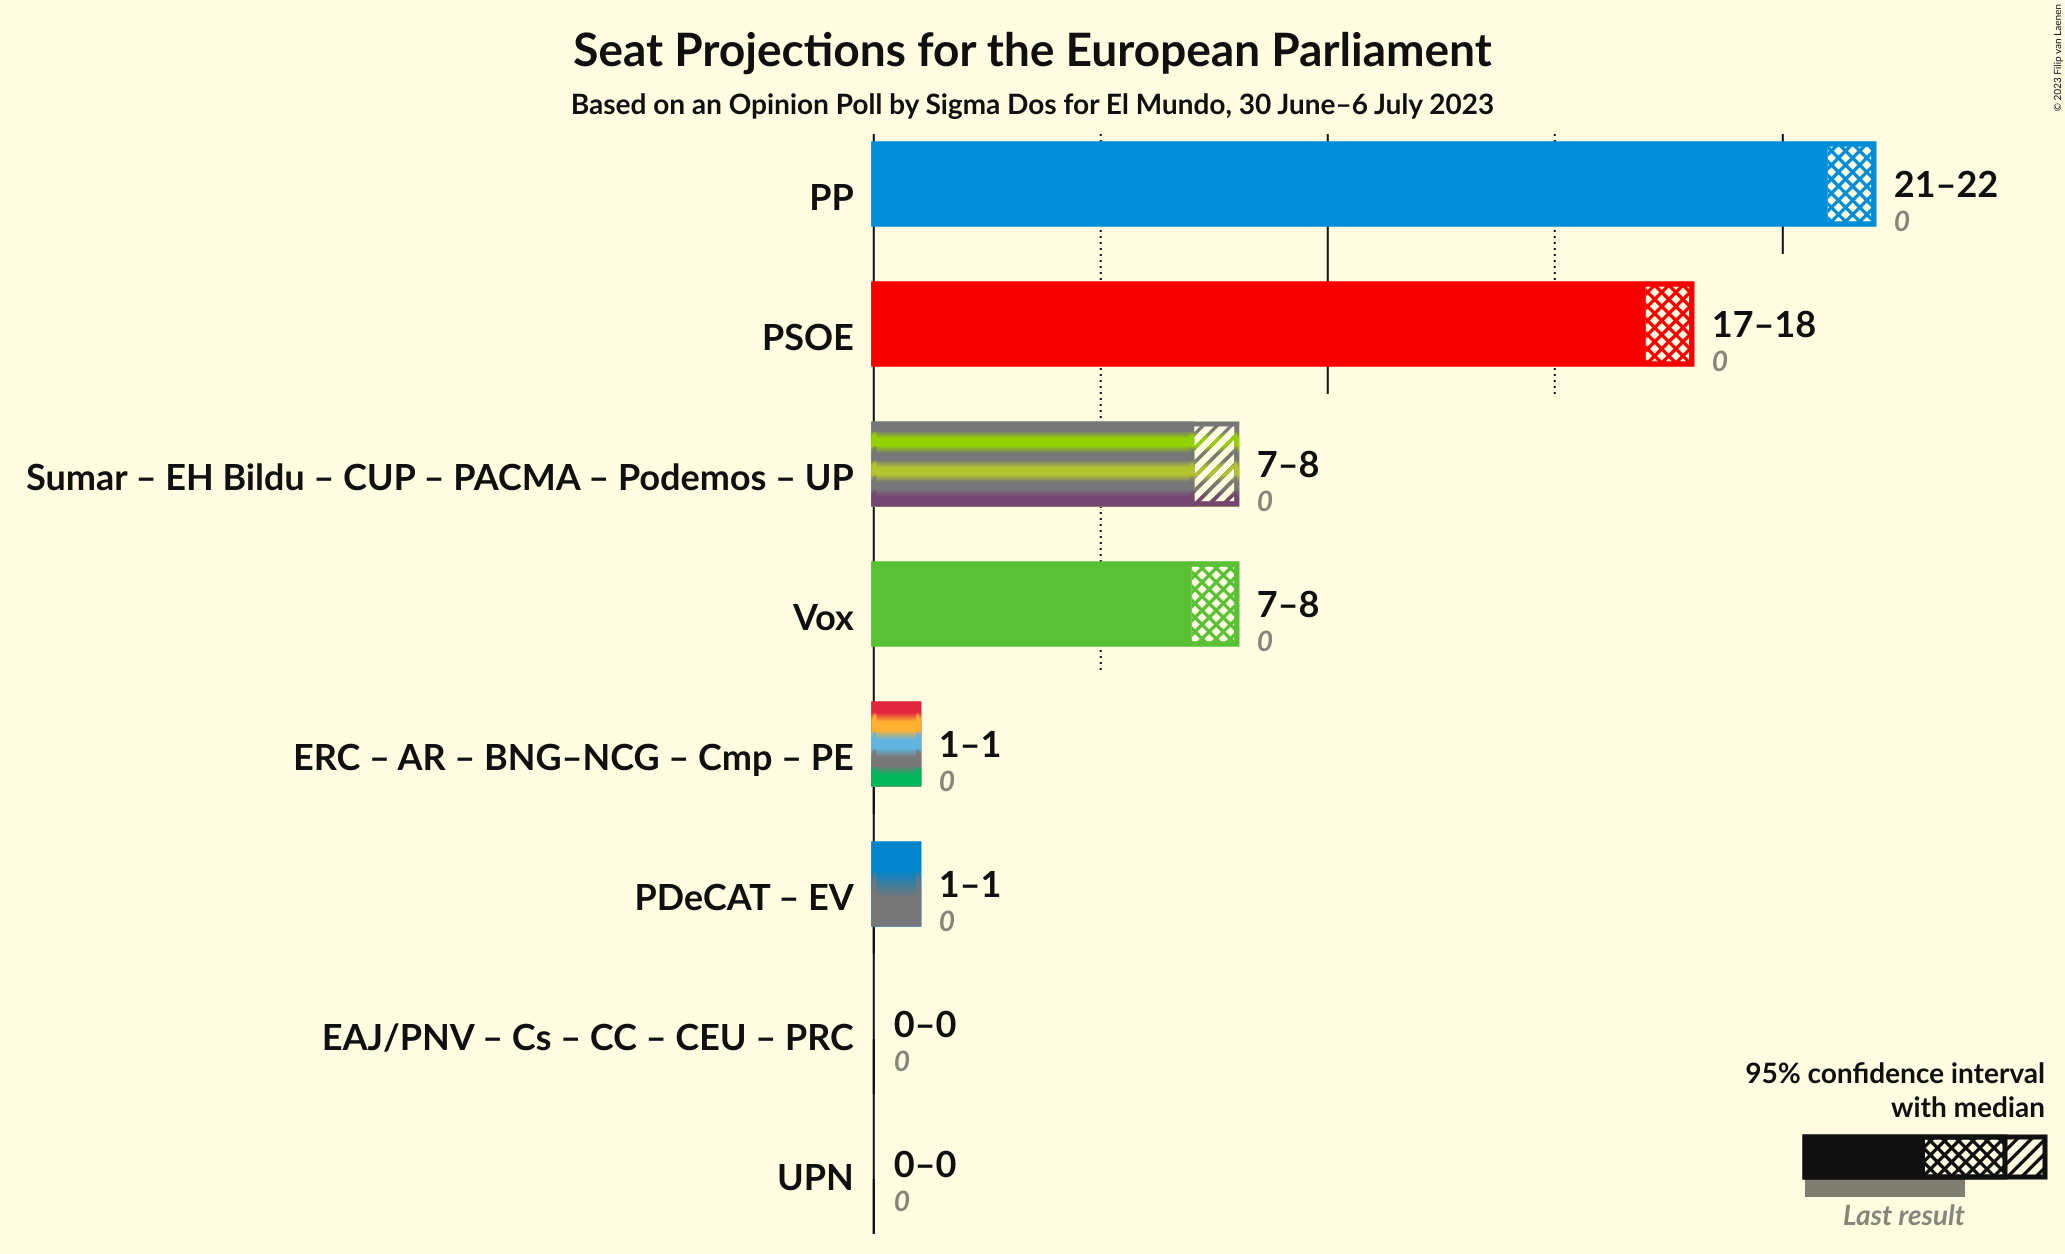 Seat Projections for the European Parliament
Based on an Opinion Poll by Sigma Dos for El Mundo, 30 June–6 July 2023
© 2023 Filip van Laenen
PP
21–22
0
PSOE
17–18
0
Sumar – EH Bildu – CUP – PACMA – Podemos – UP
7–8
0
Vox
7–8
0
ERC – AR – BNG–NCG – Cmp – PE
1–1
0
PDeCAT – EV
1–1
0
EAJ/PNV – Cs – CC – CEU – PRC
0–0
0
UPN
0–0
0
95% confidence interval
with median
Last result